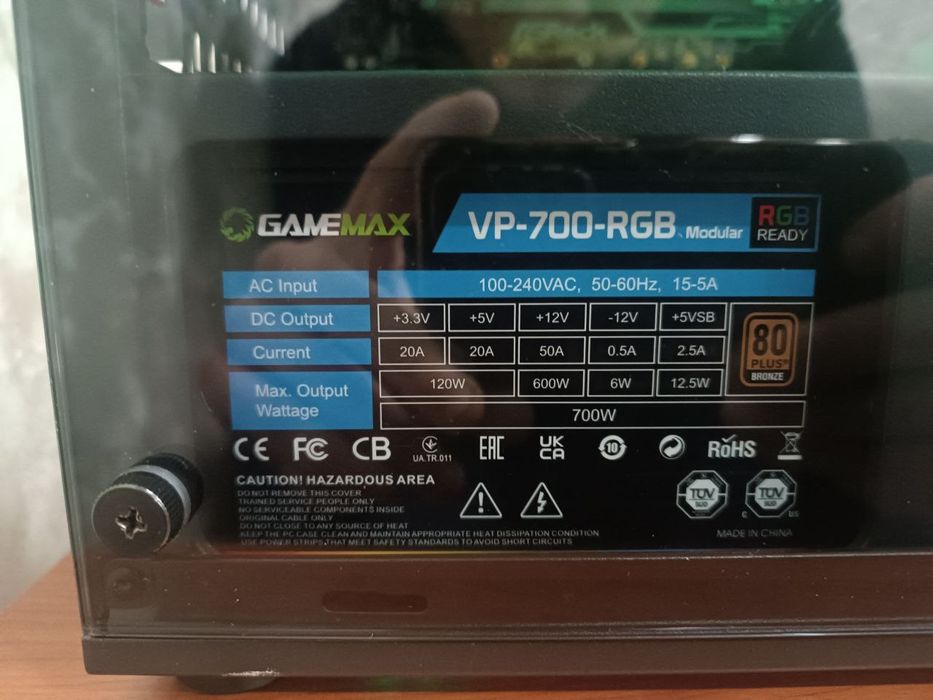 GAMEMAX
VP-700-RGB Modular
RGB READY
AC Input 100-240VAC, 50-60Hz, 15-5A
DC Output +3.3V +5V +12V -12V +5VSB
Current 20A 20A 50A 0.5A 2.5A
Max. Output Wattage 120W 600W 6W 12.5W
700W
80 PLUS® BRONZE
CE FC CB UA.TR.011 EAC UK CA 10 RoHS
CAUTION! HAZARDOUS AREA
DO NOT REMOVE THIS COVER
TRAINED SERVICE PEOPLE ONLY
NO SERVICEABLE COMPONENTS INSIDE
ORIGINAL CABLE ONLY
DO NOT CLOSE TO ANY SOURCE OF HEAT
KEEP THE PC CASE CLEAN AND MAINTAIN APPROPRIATE HEAT DISSIPATION CONDITION
USE POWER STRIPS,THAT MEET SAFETY STANDARDS TO AVOID SHORT CIRCUITS
TÜV SÜD
C TÜV SÜD US
MADE IN CHINA